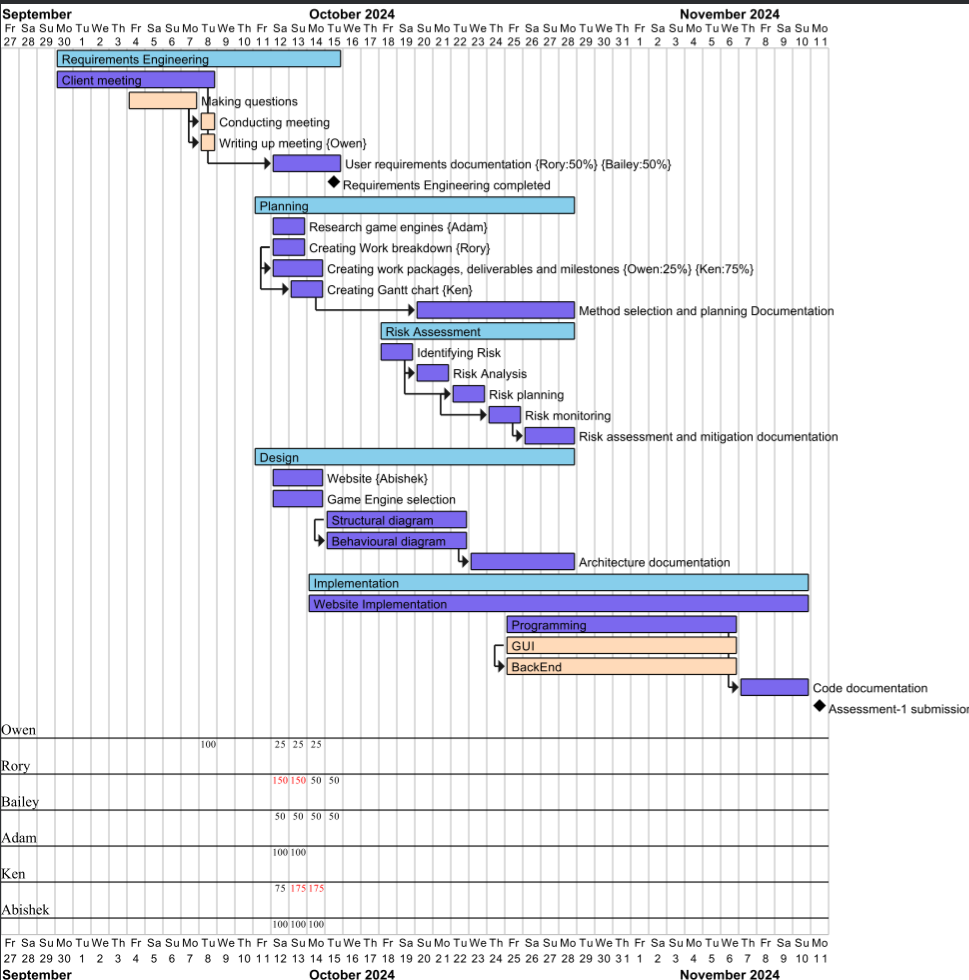 September October 2024 November 2024
Fr Sa Su Mo Tu We Th Fr Sa Su Mo Tu We Th Fr Sa Su Mo Tu We Th Fr Sa Su Mo Tu We Th Fr Sa Su Mo Tu We Th Fr Sa Su Mo Tu We Th Fr Sa Su Mo
27 28 29 30 1 2 3 4 5 6 7 8 9 10 11 12 13 14 15 16 17 18 19 20 21 22 23 24 25 26 27 28 29 30 31 1 2 3 4 5 6 7 8 9 10 11
Requirements Engineering
Client meeting
Making questions
Conducting meeting
Writing up meeting {Owen}
User requirements documentation {Rory:50%} {Bailey:50%}
Requirements Engineering completed
Planning
Research game engines {Adam}
Creating Work breakdown {Rory}
Creating work packages, deliverables and milestones {Owen:25%} {Ken:75%}
Creating Gantt chart {Ken}
Method selection and planning Documentation
Risk Assessment
Identifying Risk
Risk Analysis
Risk planning
Risk monitoring
Risk assessment and mitigation documentation
Design
Website {Abishek}
Game Engine selection
Structural diagram
Behavioural diagram
Architecture documentation
Implementation
Website Implementation
Programming
GUI
BackEnd
Code documentation
Assessment-1 submission
Owen
100 25 25 25
Rory
150 150 50 50
Bailey
50 50 50 50
Adam
100 100
Ken
75 175 175
Abishek
100 100 100
Fr Sa Su Mo Tu We Th Fr Sa Su Mo Tu We Th Fr Sa Su Mo Tu We Th Fr Sa Su Mo Tu We Th Fr Sa Su Mo Tu We Th Fr Sa Su Mo Tu We Th Fr Sa Su Mo
27 28 29 30 1 2 3 4 5 6 7 8 9 10 11 12 13 14 15 16 17 18 19 20 21 22 23 24 25 26 27 28 29 30 31 1 2 3 4 5 6 7 8 9 10 11
September October 2024 November 2024